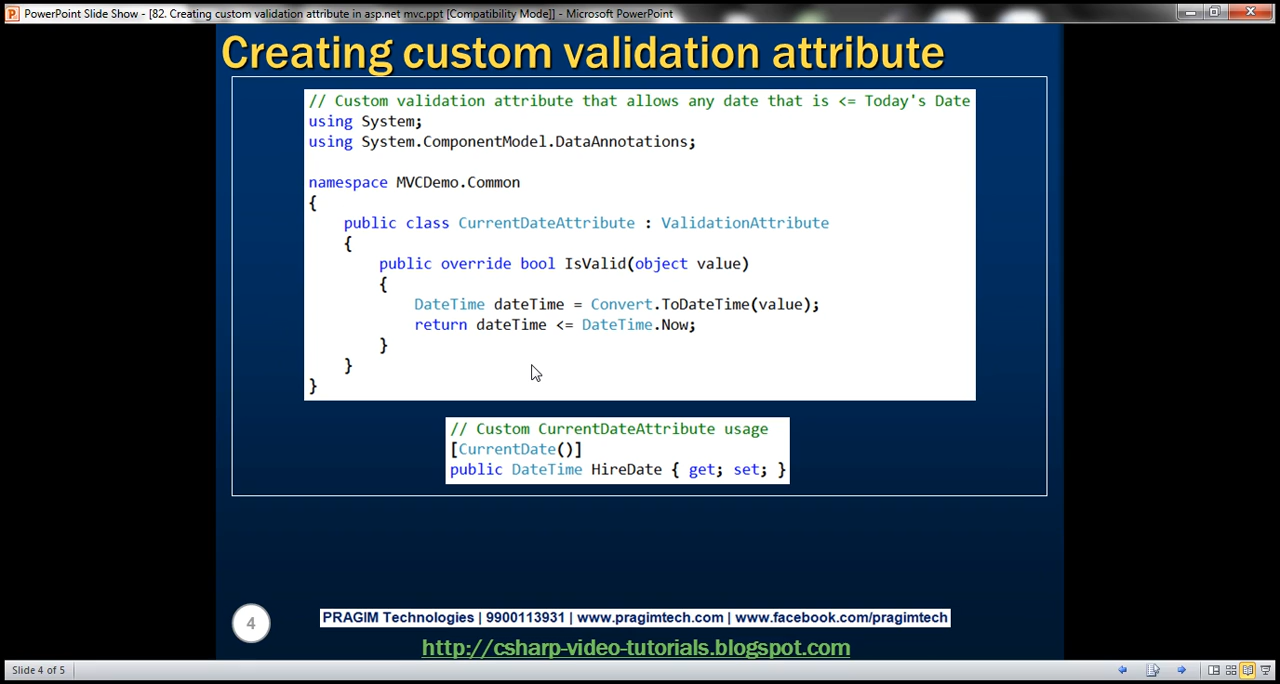 PowerPoint Slide Show - [82. Creating custom validation attribute in asp.net mvc.ppt [Compatibility Mode]] - Microsoft PowerPoint
Creating custom validation attribute
// Custom validation attribute that allows any date that is <= Today's Date
using System;
using System.ComponentModel.DataAnnotations;
namespace MVCDemo.Common
{
public class CurrentDateAttribute : ValidationAttribute
{
public override bool IsValid(object value)
{
DateTime dateTime = Convert.ToDateTime(value);
return dateTime <= DateTime.Now;
}
}
}
// Custom CurrentDateAttribute usage
[CurrentDate()]
public DateTime HireDate { get; set; }
4
PRAGIM Technologies | 9900113931 | www.pragimtech.com | www.facebook.com/pragimtech
http://csharp-video-tutorials.blogspot.com
Slide 4 of 5